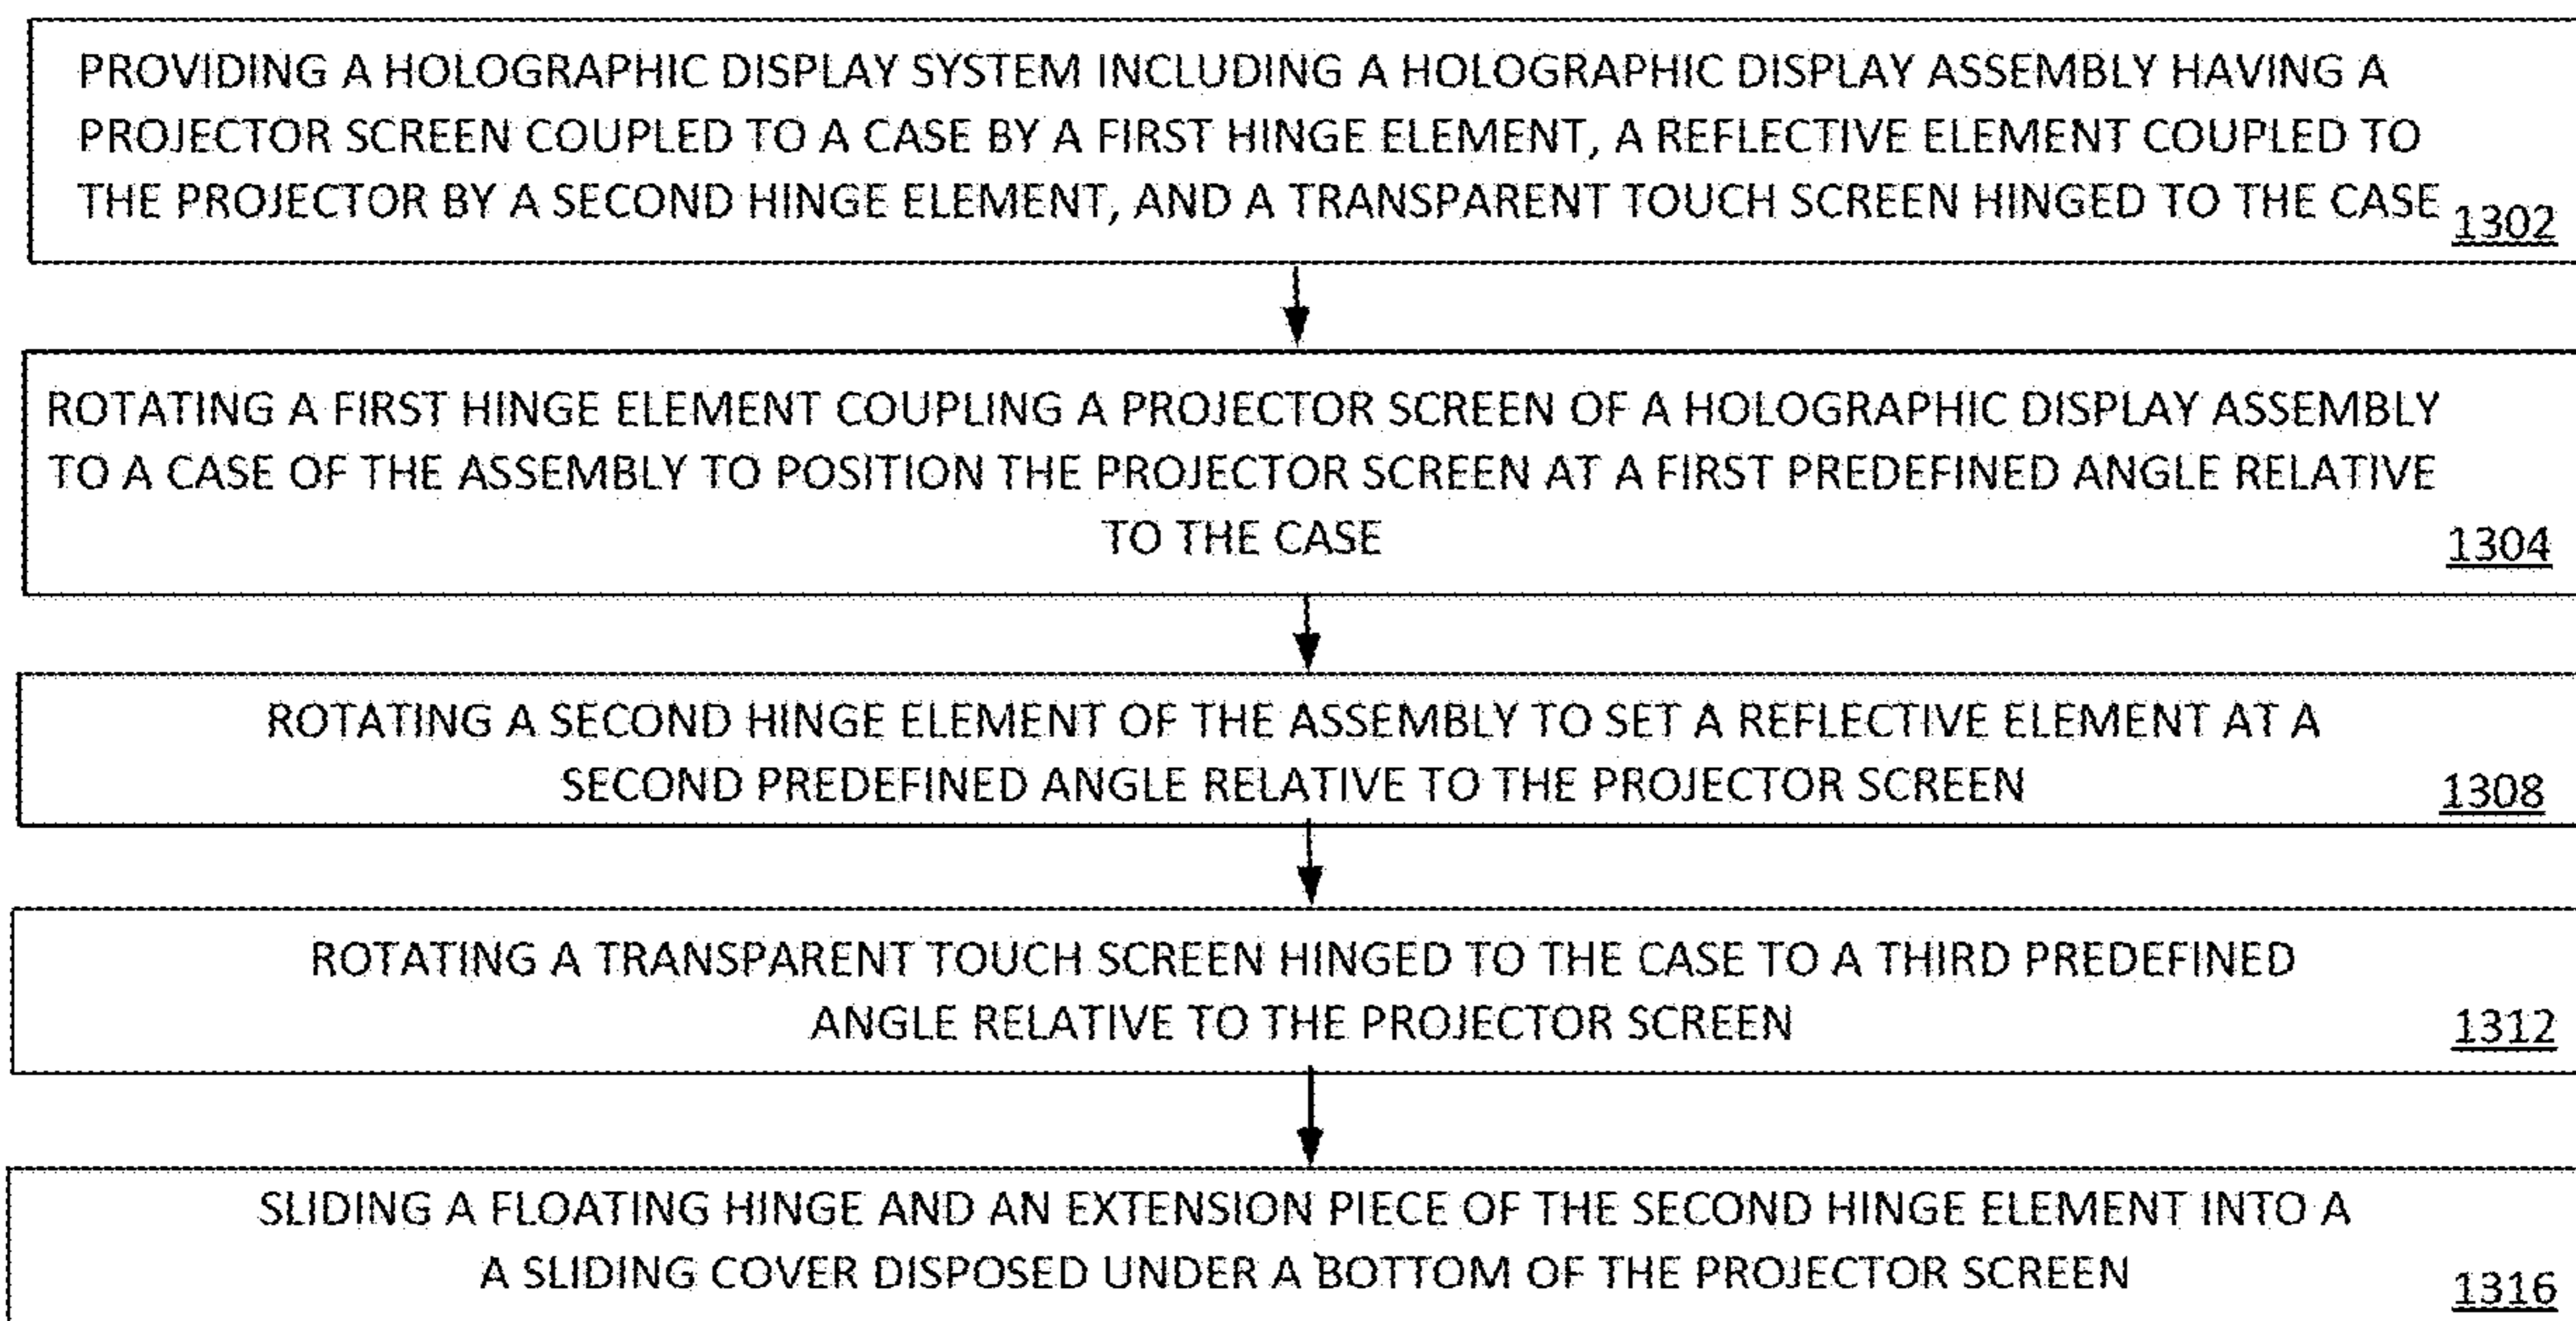 PROVIDING A HOLOGRAPHIC DISPLAY SYSTEM INCLUDING A HOLOGRAPHIC DISPLAY ASSEMBLY HAVING A
PROJECTOR SCREEN COUPLED TO A CASE BY A FIRST HINGE ELEMENT, A REFLECTIVE ELEMENT COUPLED TO
THE PROJECTOR BY A SECOND HINGE ELEMENT, AND A TRANSPARENT TOUCH SCREEN HINGED TO THE CASE
1302
ROTATING A FIRST HINGE ELEMENT COUPLING A PROJECTOR SCREEN OF A HOLOGRAPHIC DISPLAY ASSEMBLY
TO A CASE OF THE ASSEMBLY TO POSITION THE PROJECTOR SCREEN AT A FIRST PREDEFINED ANGLE RELATIVE
TO THE CASE
1304
ROTATING A SECOND HINGE ELEMENT OF THE ASSEMBLY TO SET A REFLECTIVE ELEMENT AT A
SECOND PREDEFINED ANGLE RELATIVE TO THE PROJECTOR SCREEN
1308
ROTATING A TRANSPARENT TOUCH SCREEN HINGED TO THE CASE TO A THIRD PREDEFINED
ANGLE RELATIVE TO THE PROJECTOR SCREEN
1312
SLIDING A FLOATING HINGE AND AN EXTENSION PIECE OF THE SECOND HINGE ELEMENT INTO A
A SLIDING COVER DISPOSED UNDER A BOTTOM OF THE PROJECTOR SCREEN
1316